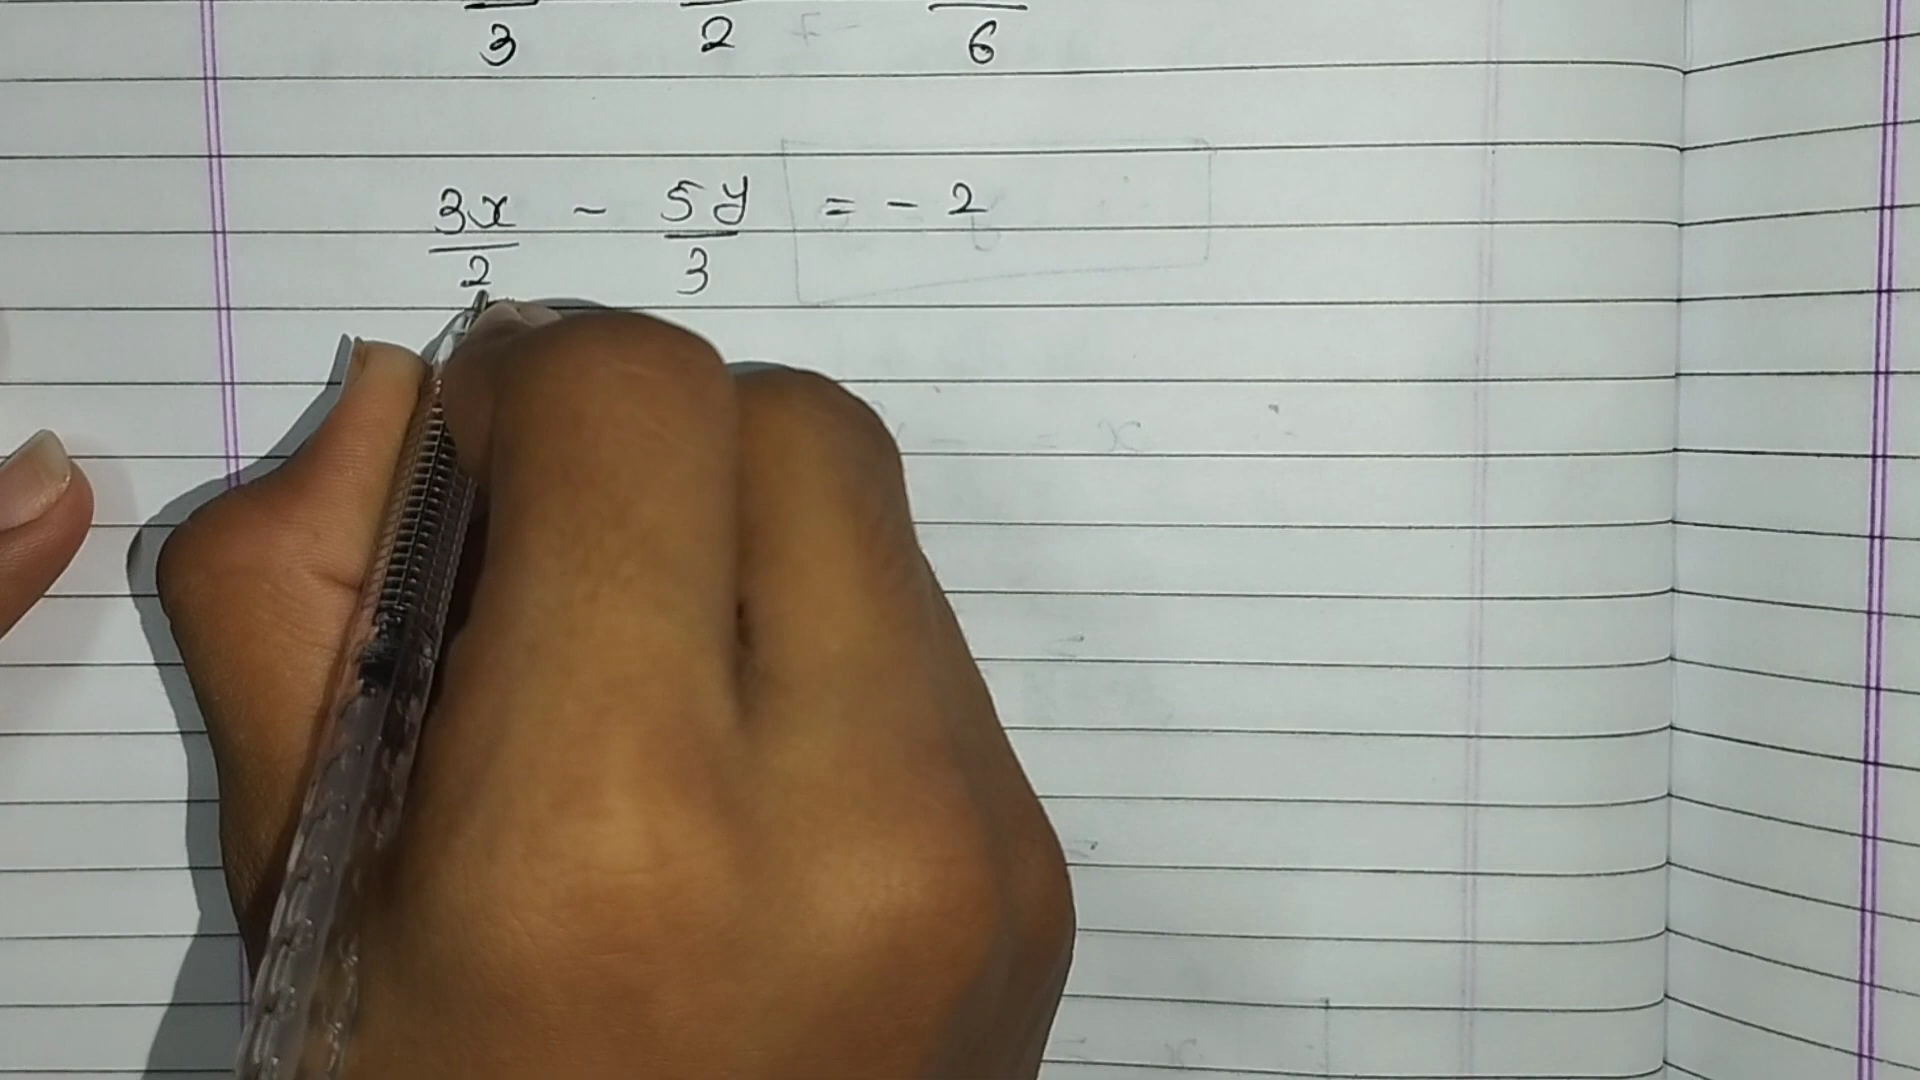 3 2 6
3x/2 - 5y/3 = - 2